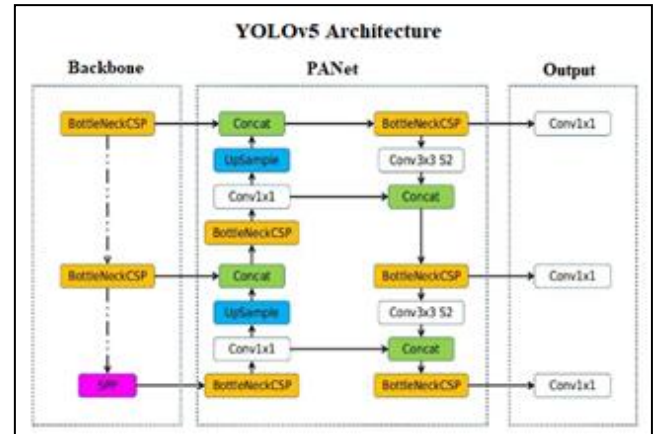 YOLOv5 Architecture
Backbone PANet Output
BottleNeckCSP Concat BottleNeckCSP Conv1x1
UpSample Conv3x3 S2
Conv1x1 Concat
BottleNeckCSP
BottleNeckCSP Concat BottleNeckCSP Conv1x1
UpSample Conv3x3 S2
Conv1x1 Concat
SPP BottleNeckCSP BottleNeckCSP Conv1x1